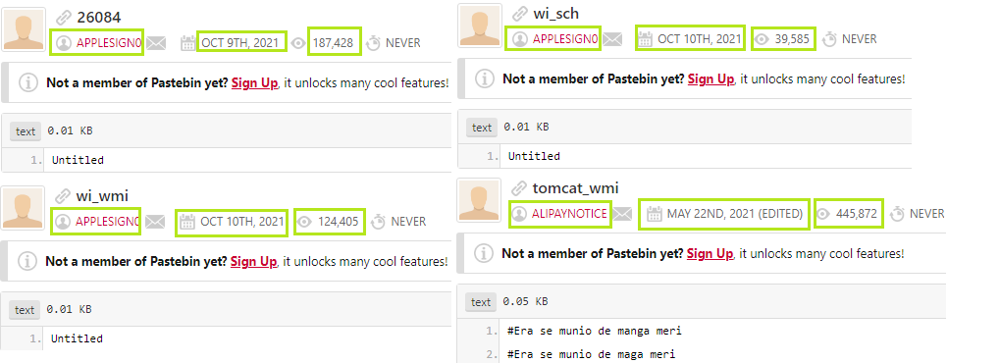 26084
APPLESIGN0 OCT 9TH, 2021 187,428 NEVER
Not a member of Pastebin yet? Sign Up, it unlocks many cool features!
text 0.01 KB
1. Untitled
wi_sch
APPLESIGN0 OCT 10TH, 2021 39,585 NEVER
Not a member of Pastebin yet? Sign Up, it unlocks many cool features!
text 0.01 KB
1. Untitled
wi_wmi
APPLESIGN0 OCT 10TH, 2021 124,405 NEVER
Not a member of Pastebin yet? Sign Up, it unlocks many cool features!
text 0.01 KB
1. Untitled
tomcat_wmi
ALIPAYNOTICE MAY 22ND, 2021 (EDITED) 445,872 NEVER
Not a member of Pastebin yet? Sign Up, it unlocks many cool features!
text 0.05 KB
1. #Era se munio de manga meri
2. #Era se munio de maga meri